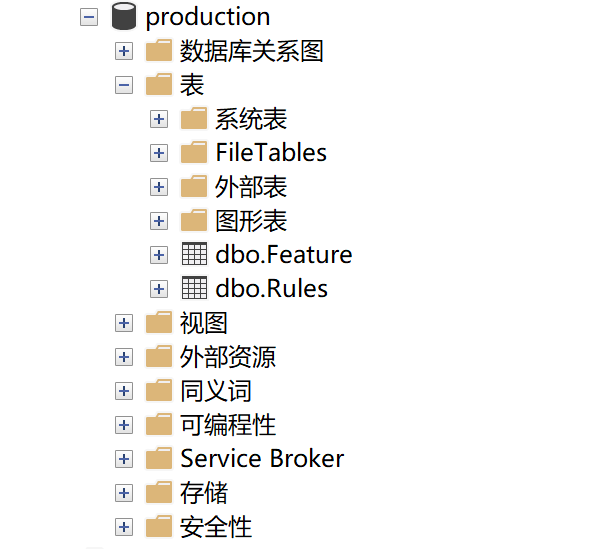 production
数据库关系图
表
系统表
FileTables
外部表
图形表
dbo.Feature
dbo.Rules
视图
外部资源
同义词
可编程性
Service Broker
存储
安全性